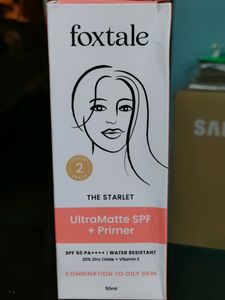 foxtale
2
THE STARLET
UltraMatte SPF
+ Primer
SPF 50 PA++++ | WATER RESISTANT
20% Zinc Oxide + Vitamin E
COMBINATION TO OILY SKIN
50ml
SA